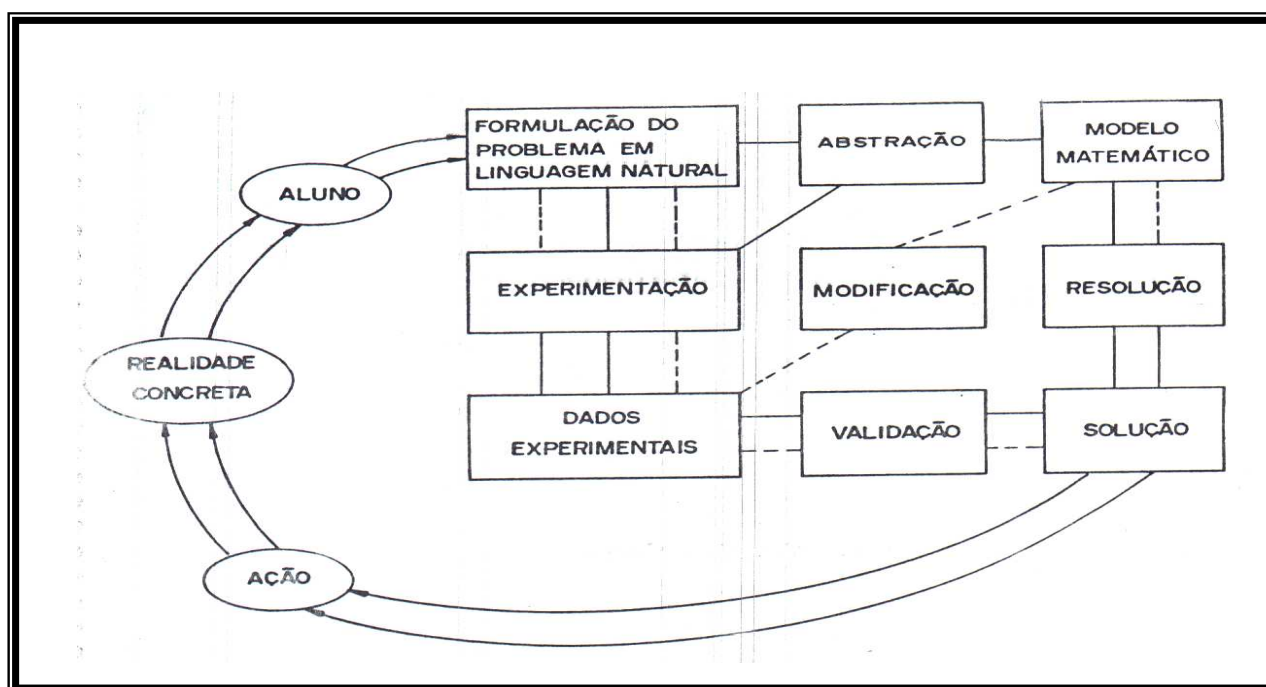 FORMULAÇÃO DO
PROBLEMA EM
LINGUAGEM NATURAL
ABSTRAÇÃO
MODELO
MATEMÁTICO
ALUNO
EXPERIMENTAÇÃO
MODIFICAÇÃO
RESOLUÇÃO
REALIDADE
CONCRETA
DADOS
EXPERIMENTAIS
VALIDAÇÃO
SOLUÇÃO
AÇÃO